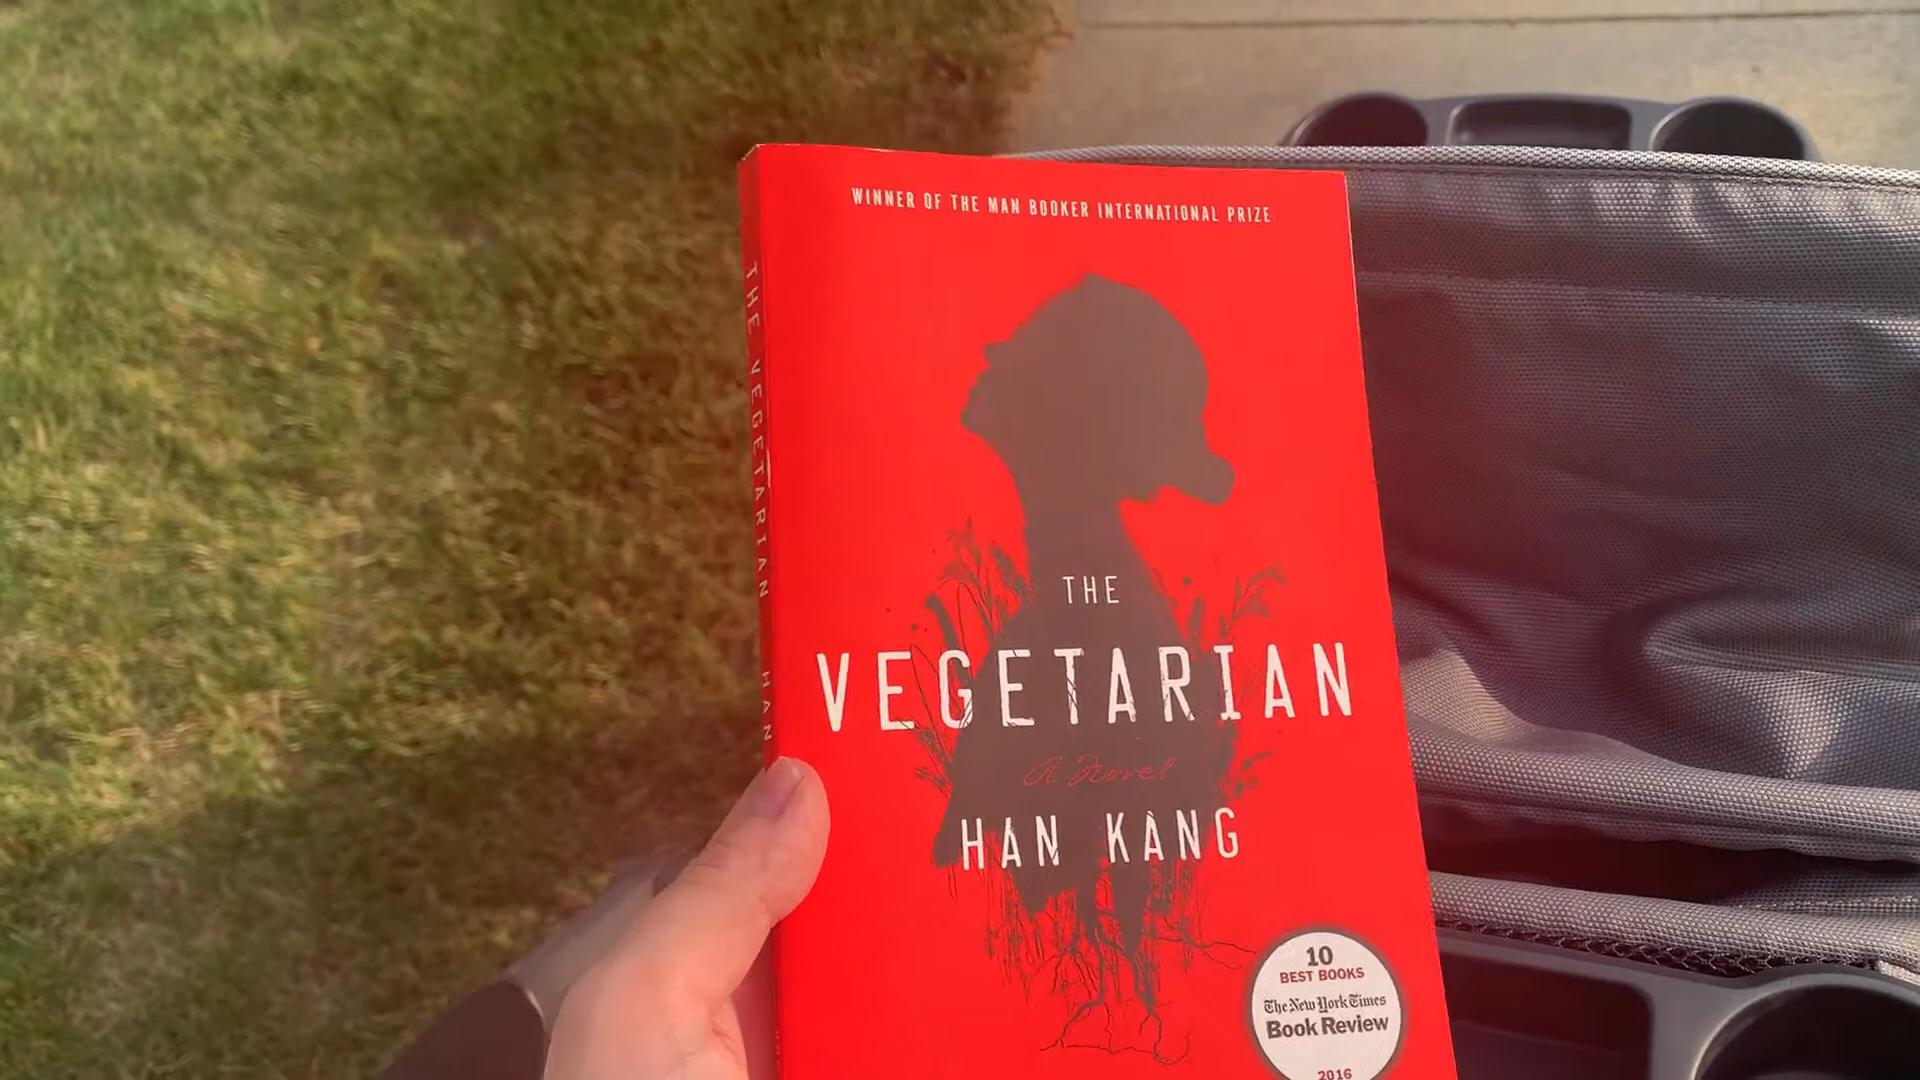 WINNER OF THE MAN BOOKER INTERNATIONAL PRIZE
THE VEGETARIAN HAN
THE
VEGETARIAN
A Novel
HAN KANG
10
BEST BOOKS
The New York Times
Book Review
2016